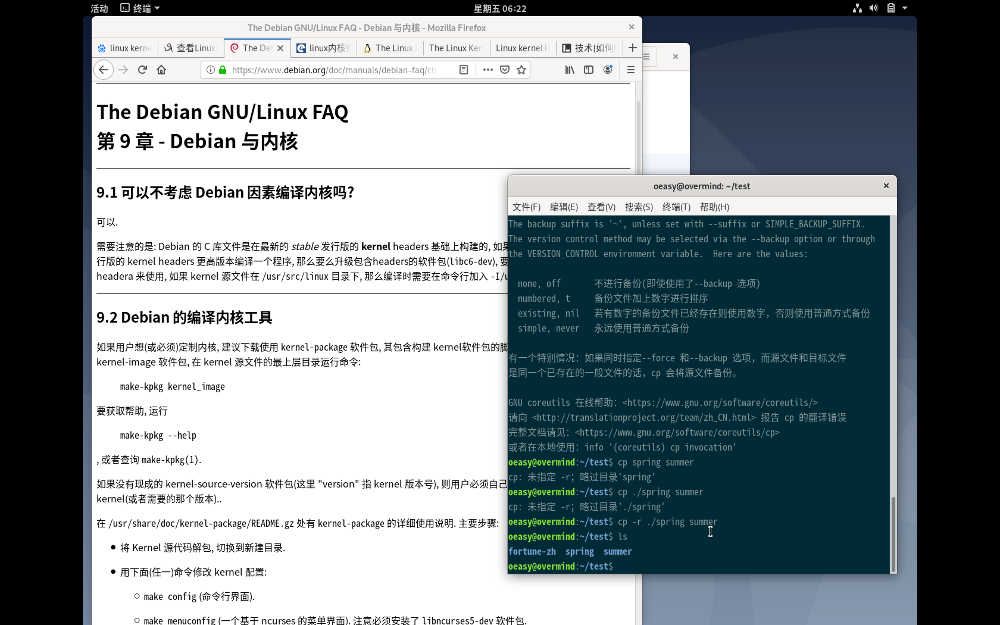 活动 终端 星期五 06:22
The Debian GNU/Linux FAQ - Debian 与内核 - Mozilla Firefox
linux kerne 查看Linux The Deb linux内核 The Linux The Linux Ker Linux kernel li 技术|如何
https://www.debian.org/doc/manuals/debian-faq/ch-
The Debian GNU/Linux FAQ
第 9 章 - Debian 与内核
9.1 可以不考虑 Debian 因素编译内核吗?
可以.
需要注意的是: Debian 的 C 库文件是在最新的 stable 发行版的 kernel headers 基础上构建的, 如果
行版的 kernel headers 更高版本编译一个程序, 那么要么升级包含headers的软件包(libc6-dev), 要
headera 来使用, 如果 kernel 源文件在 /usr/src/linux 目录下, 那么编译时需要在命令行加入 -I/u
9.2 Debian 的编译内核工具
如果用户想(或必须)定制内核, 建议下载使用 kernel-package 软件包, 其包含构建 kernel软件包的脚
kernel-image 软件包, 在 kernel 源文件的最上层目录运行命令:
make-kpkg kernel_image
要获取帮助, 运行
make-kpkg --help
, 或者查询 make-kpkg(1).
如果没有现成的 kernel-source-version 软件包(这里 "version" 指 kernel 版本号), 则用户必须自己
kernel(或者需要的那个版本)..
在 /usr/share/doc/kernel-package/README.gz 处有 kernel-package 的详细使用说明. 主要步骤:
● 将 Kernel 源代码解包, 切换到新建目录.
● 用下面(任一)命令修改 kernel 配置:
○ make config (命令行界面).
○ make menuconfig (一个基于 ncurses 的菜单界面). 注意必须安装了 libncurses5-dev 软件包.
oeasy@overmind: ~/test
文件(F) 编辑(E) 查看(V) 搜索(S) 终端(T) 帮助(H)
The backup suffix is '~', unless set with --suffix or SIMPLE_BACKUP_SUFFIX.
The version control method may be selected via the --backup option or through
the VERSION_CONTROL environment variable.  Here are the values:
none, off       不进行备份(即使使用了--backup 选项)
numbered, t     备份文件加上数字进行排序
existing, nil   若有数字的备份文件已经存在则使用数字，否则使用普通方式备份
simple, never   永远使用普通方式备份
有一个特别情况：如果同时指定--force 和--backup 选项，而源文件和目标文件
是同一个已存在的一般文件的话，cp 会将源文件备份。
GNU coreutils 在线帮助：<https://www.gnu.org/software/coreutils/>
请向 <http://translationproject.org/team/zh_CN.html> 报告 cp 的翻译错误
完整文档请见：<https://www.gnu.org/software/coreutils/cp>
或者在本地使用：info '(coreutils) cp invocation'
oeasy@overmind:~/test$ cp spring summer
cp: 未指定 -r；略过目录'spring'
oeasy@overmind:~/test$ cp ./spring summer
cp: 未指定 -r；略过目录'./spring'
oeasy@overmind:~/test$ cp -r ./spring summer
oeasy@overmind:~/test$ ls
fortune-zh  spring  summer
oeasy@overmind:~/test$